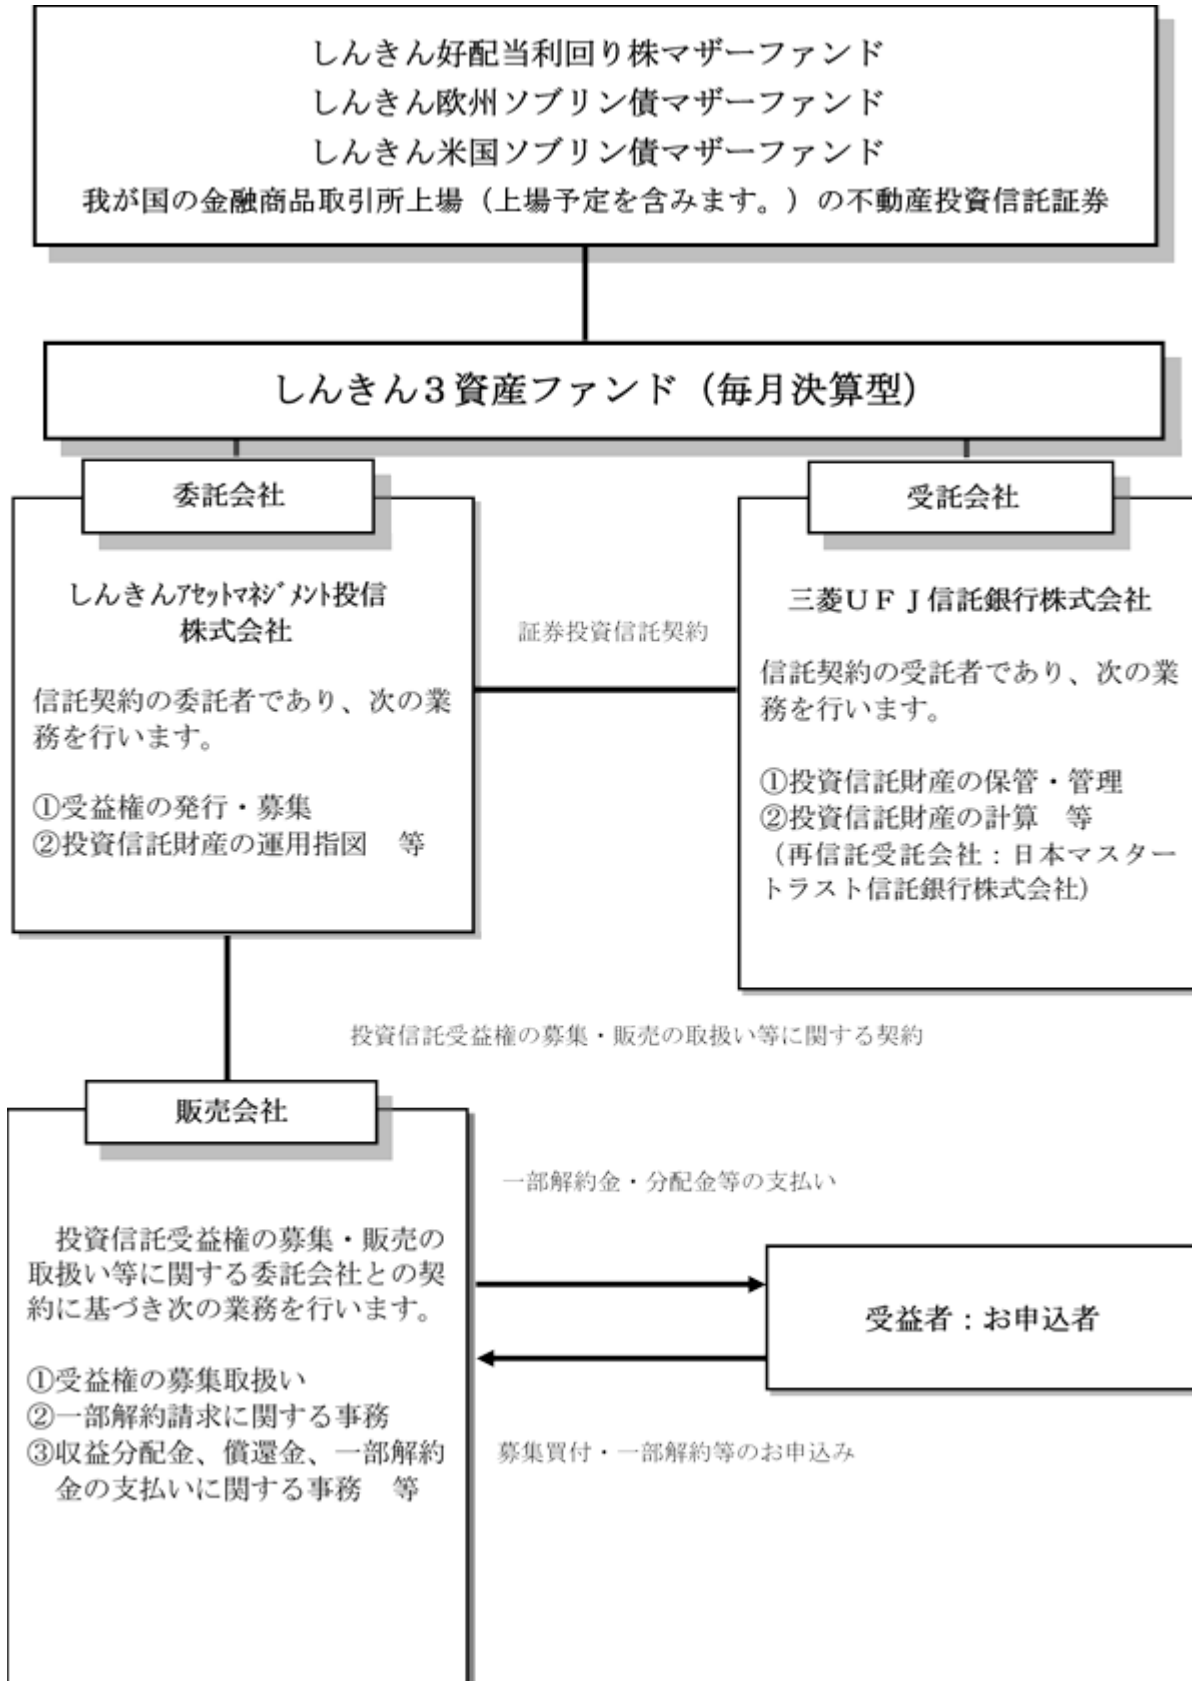 しんきん好配当利回り株マザーファンド
しんきん欧州ソブリン債マザーファンド
しんきん米国ソブリン債マザーファンド
我が国の金融商品取引所上場（上場予定を含みます。）の不動産投資信託証券
しんきん３資産ファンド（毎月決算型）
委託会社
しんきんｱｾｯﾄﾏﾈｼﾞﾒﾝﾄ投信
株式会社
信託契約の委託者であり、次の業
務を行います。
①受益権の発行・募集
②投資信託財産の運用指図　等
証券投資信託契約
受託会社
三菱ＵＦＪ信託銀行株式会社
信託契約の受託者であり、次の業
務を行います。
①投資信託財産の保管・管理
②投資信託財産の計算　等
（再信託受託会社：日本マスター
トラスト信託銀行株式会社）
投資信託受益権の募集・販売の取扱い等に関する契約
販売会社
投資信託受益権の募集・販売の
取扱い等に関する委託会社との契
約に基づき次の業務を行います。
①受益権の募集取扱い
②一部解約請求に関する事務
③収益分配金、償還金、一部解約
金の支払いに関する事務　等
一部解約金・分配金等の支払い
受益者：お申込者
募集買付・一部解約等のお申込み